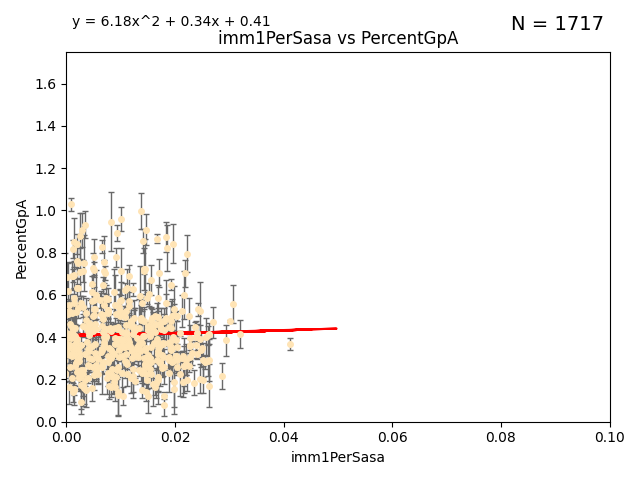 y = 6.18x^2 + 0.34x + 0.41
N = 1717
imm1PerSasa vs PercentGpA
PercentGpA
1.6
1.4
1.2
1.0
0.8
0.6
0.4
0.2
0.0
0.00 0.02 0.04 0.06 0.08 0.10
imm1PerSasa